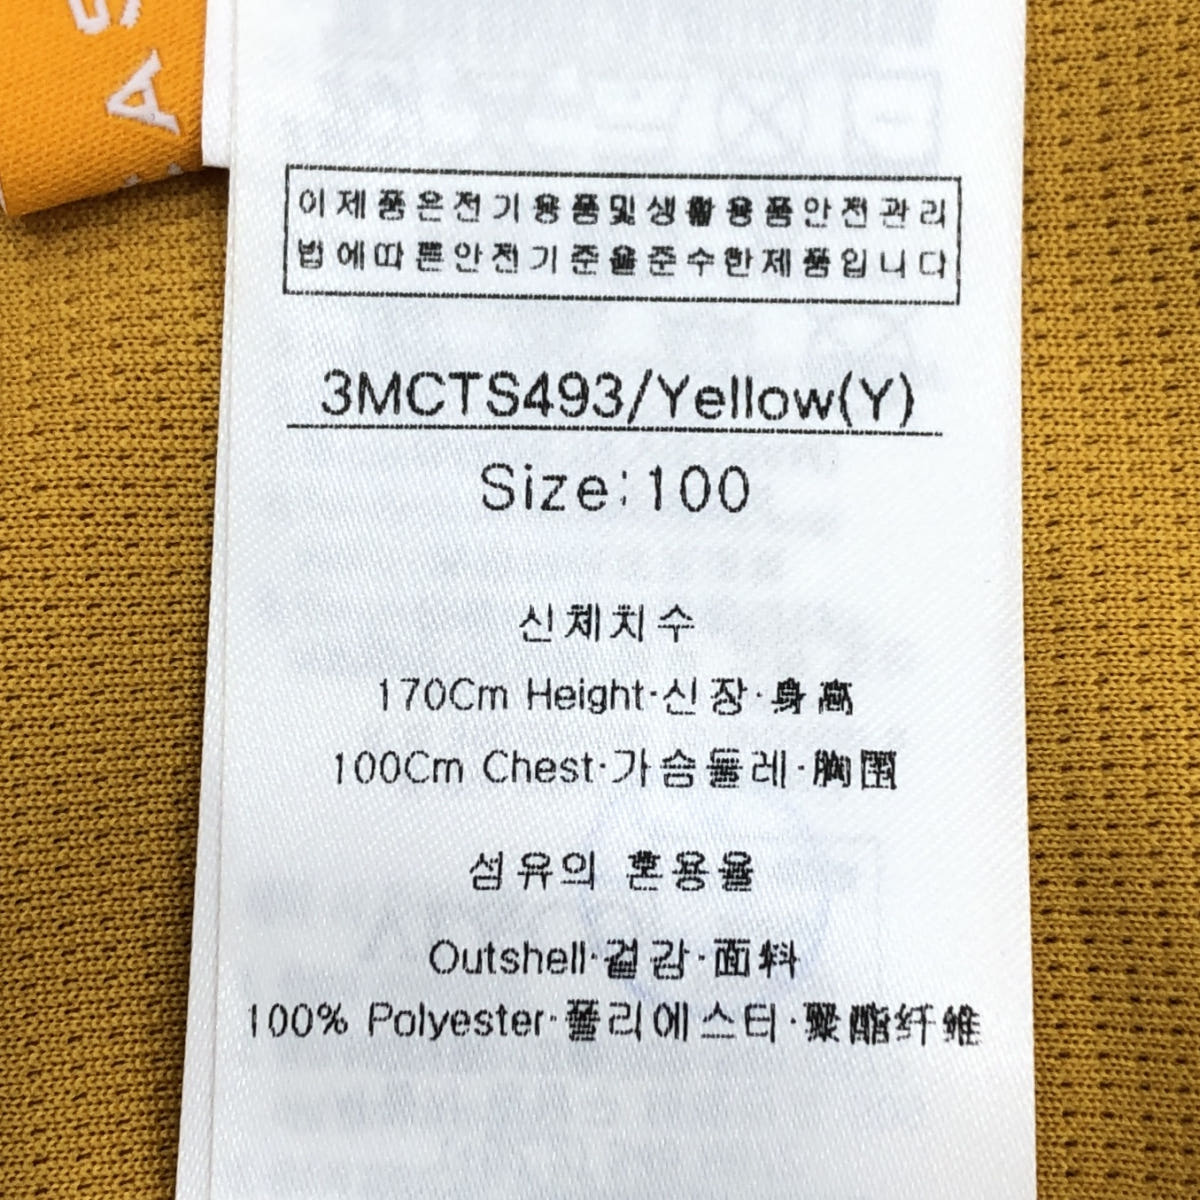 AS
이제품은전기용품및생활용품안전관리
법에따른안전기준을준수한제품입니다
3MCTS493/Yellow(Y)
Size:100
신체치수
170Cm Height·신장·身高
100Cm Chest·가슴둘레·胸围
섬유의 혼용율
Outshell·겉감·面料
100% Polyester·폴리에스터·聚酯纤维